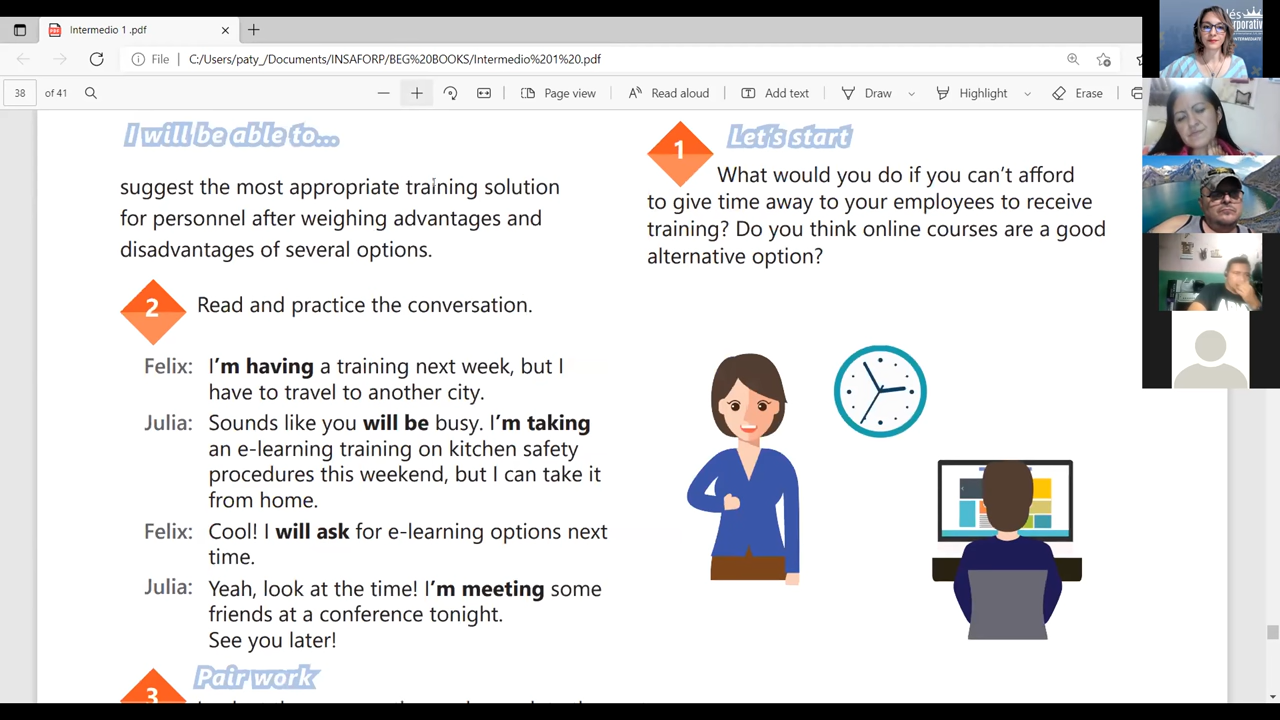 Intermedio 1 .pdf
File
C:/Users/paty_/Documents/INSAFORP/BEG%20BOOKS/Intermedio%201%20.pdf
38 of 41
Page view
Read aloud
Add text
Draw
Highlight
Erase
I will be able to...
suggest the most appropriate training solution
for personnel after weighing advantages and
disadvantages of several options.
1
Let's start
What would you do if you can't afford
to give time away to your employees to receive
training? Do you think online courses are a good
alternative option?
2
Read and practice the conversation.
Felix: I'm having a training next week, but I
have to travel to another city.
Julia: Sounds like you will be busy. I'm taking
an e-learning training on kitchen safety
procedures this weekend, but I can take it
from home.
Felix: Cool! I will ask for e-learning options next
time.
Julia: Yeah, look at the time! I'm meeting some
friends at a conference tonight.
See you later!
3
Pair work